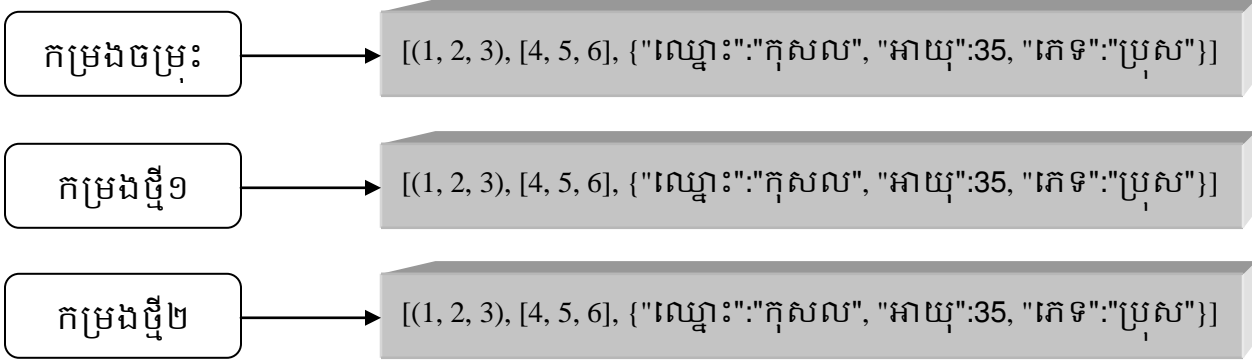 កម្រងចម្រុះ [(1, 2, 3), [4, 5, 6], {"ឈ្មោះ":"កុសល", "អាយុ":35, "ភេទ":"ប្រុស"}]
កម្រងថ្មី១ [(1, 2, 3), [4, 5, 6], {"ឈ្មោះ":"កុសល", "អាយុ":35, "ភេទ":"ប្រុស"}]
កម្រងថ្មី២ [(1, 2, 3), [4, 5, 6], {"ឈ្មោះ":"កុសល", "អាយុ":35, "ភេទ":"ប្រុស"}]